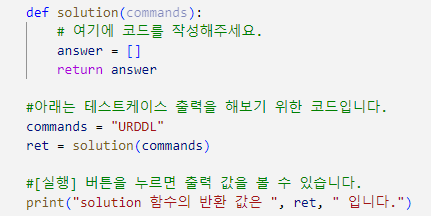 def solution(commands):
    # 여기에 코드를 작성해주세요.
    answer = []
    return answer

#아래는 테스트케이스 출력을 해보기 위한 코드입니다.
commands = "URDDL"
ret = solution(commands)

#[실행] 버튼을 누르면 출력 값을 볼 수 있습니다.
print("solution 함수의 반환 값은 ", ret, " 입니다.")